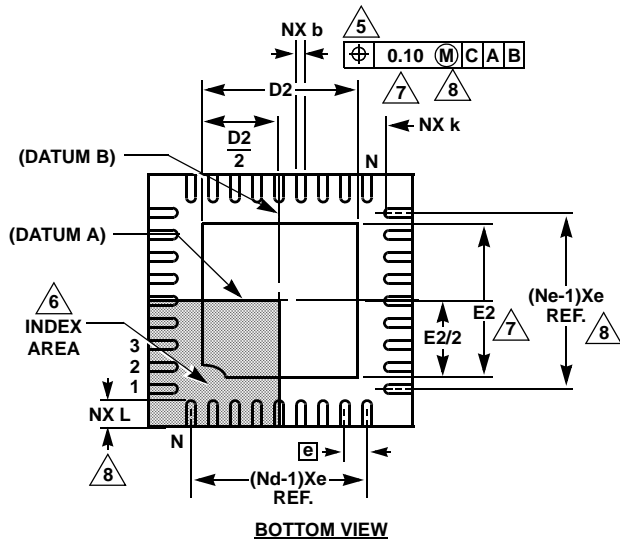 NX b
5
⌖ 0.10 Ⓜ C A B
7
8
D2
D2
2
NX k
(DATUM B)
N
(DATUM A)
6
INDEX
AREA
3
2
1
NX L
8
N
E2/2
E2
7
(Ne-1)Xe
REF.
8
e
(Nd-1)Xe
REF.
BOTTOM VIEW